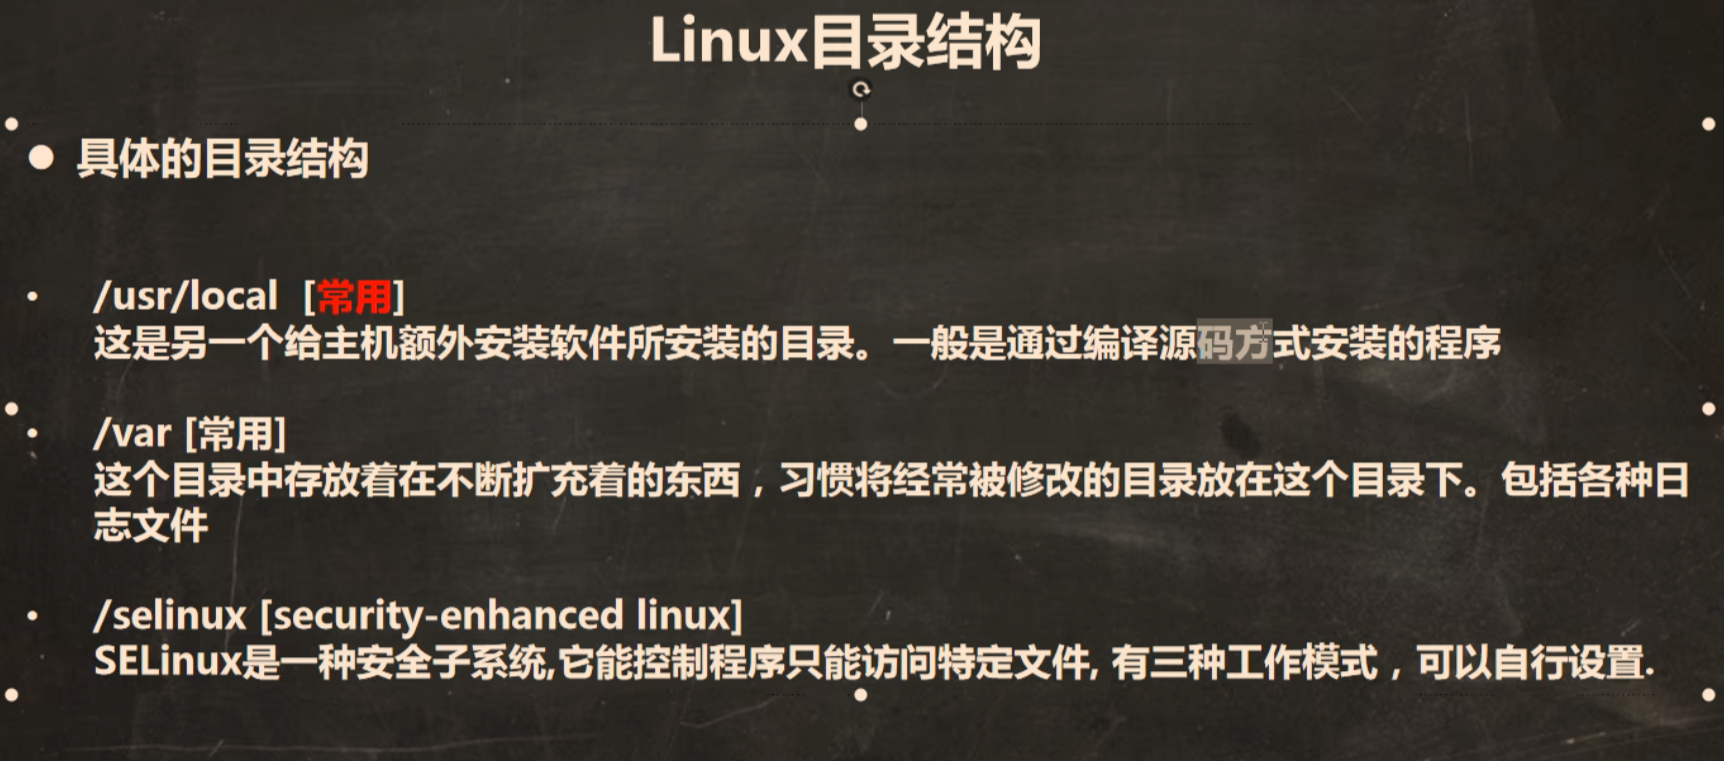 Linux目录结构
● 具体的目录结构
• /usr/local [常用]
这是另一个给主机额外安装软件所安装的目录。一般是通过编译源码方式安装的程序
• /var [常用]
这个目录中存放着在不断扩充着的东西，习惯将经常被修改的目录放在这个目录下。包括各种日
志文件
• /selinux [security-enhanced linux]
SELinux是一种安全子系统,它能控制程序只能访问特定文件, 有三种工作模式，可以自行设置.